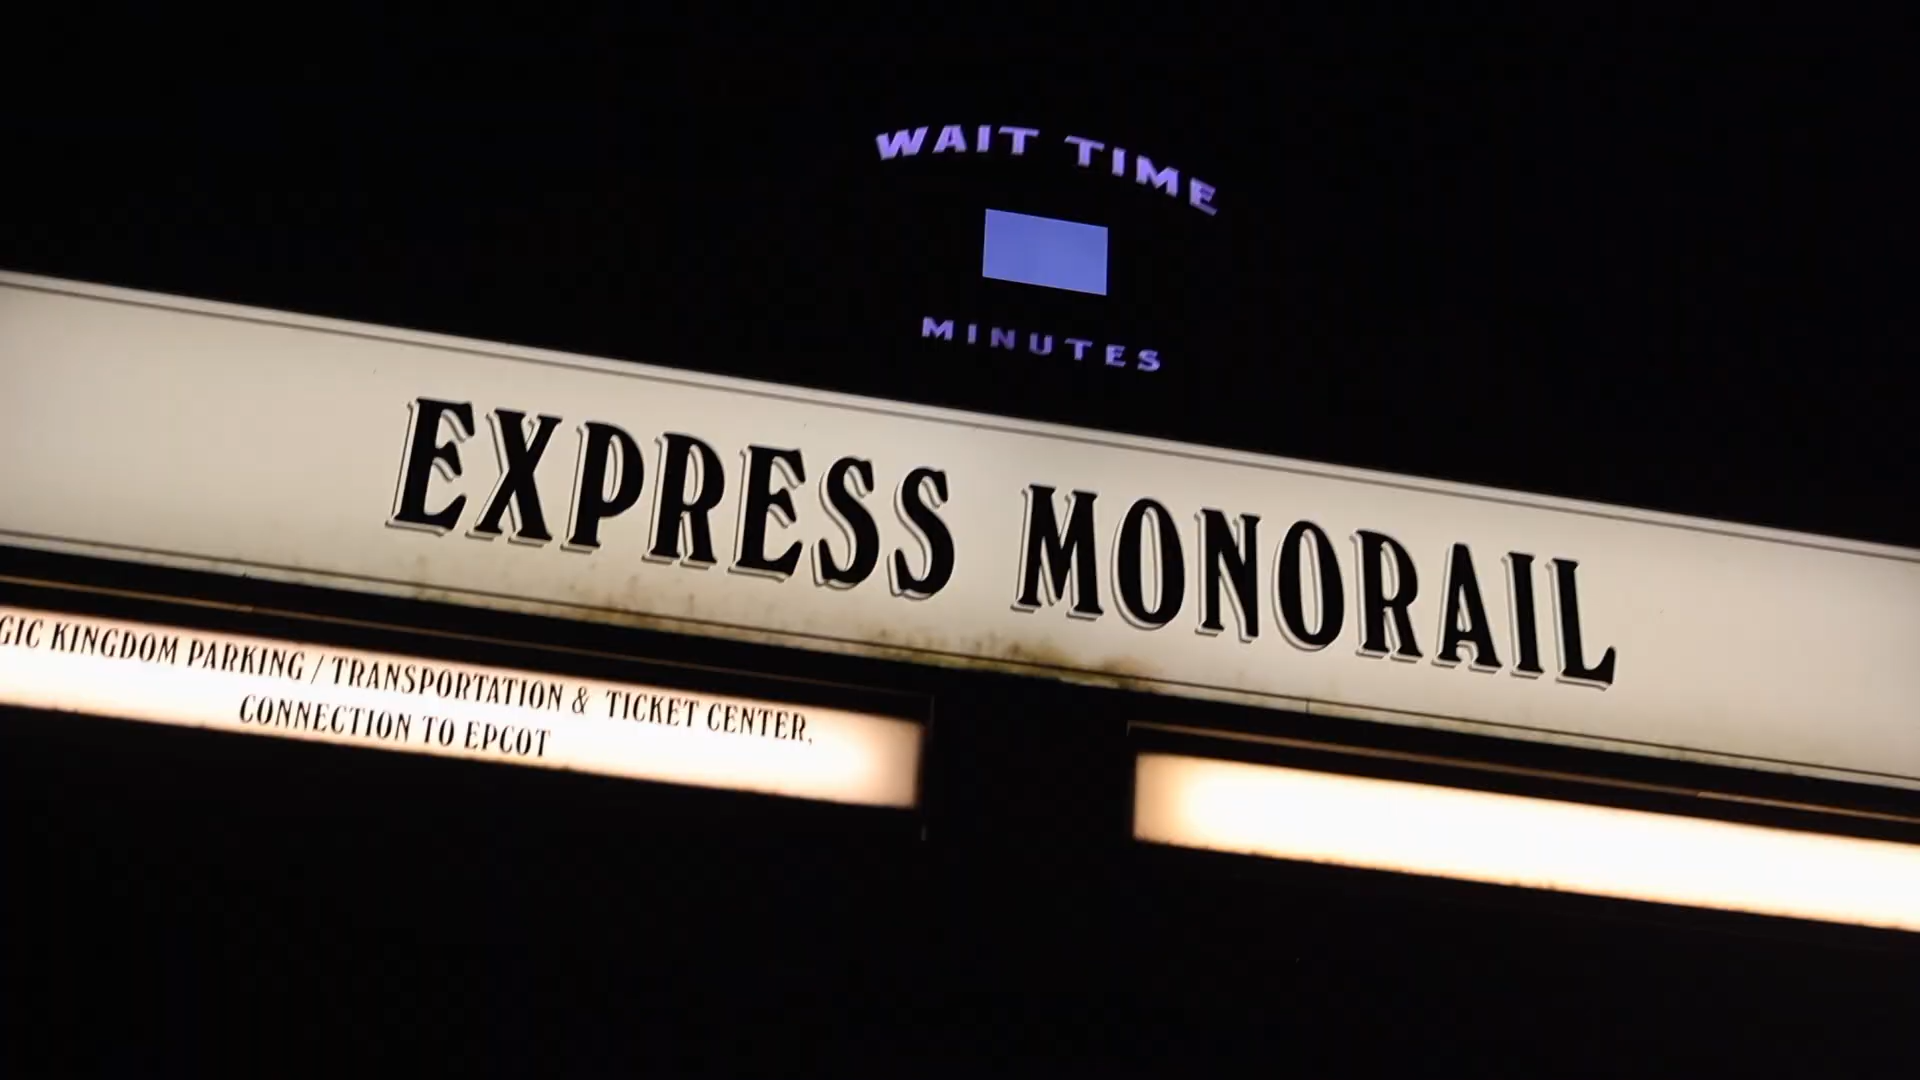 WAIT TIME
MINUTES
EXPRESS MONORAIL
GIC KINGDOM PARKING / TRANSPORTATION & TICKET CENTER,
CONNECTION TO EPCOT